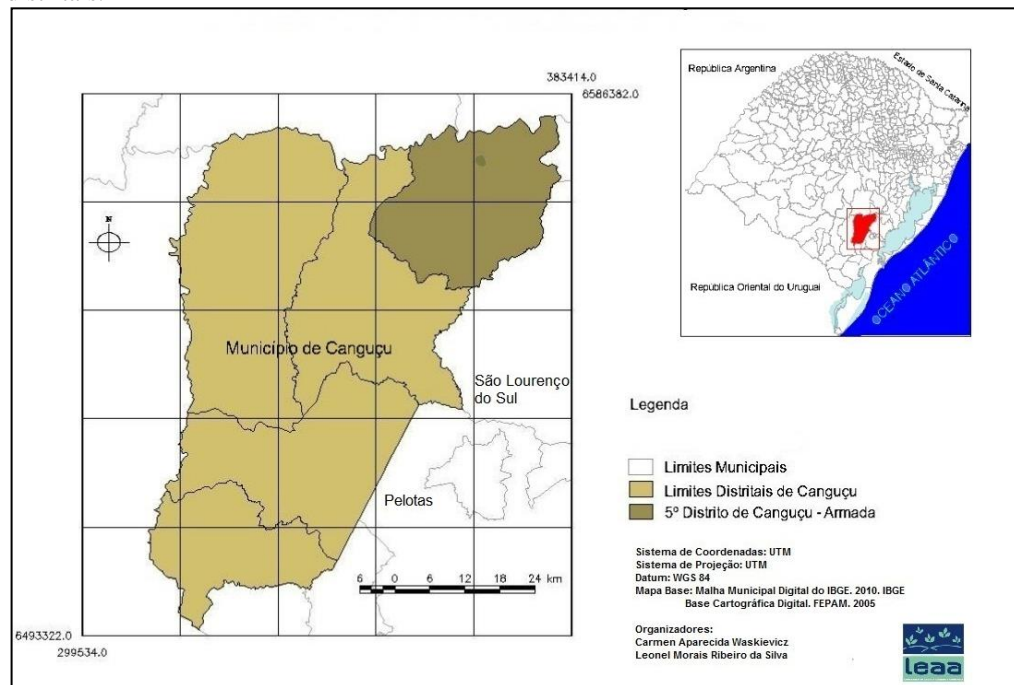 383414.0
6586382.0
República Argentina
Estado de Santa Catarina
N
República Oriental do Uruguai
OCEANO ATLÂNTICO
Município de Canguçu
São Lourenço
do Sul
Pelotas
6 0 6 12 18 24 km
6493322.0
299534.0
Legenda
Limites Municipais
Limites Distritais de Canguçu
5º Distrito de Canguçu - Armada
Sistema de Coordenadas: UTM
Sistema de Projeção: UTM
Datum: WGS 84
Mapa Base: Malha Municipal Digital do IBGE. 2010. IBGE
Base Cartográfica Digital. FEPAM. 2005
Organizadores:
Carmen Aparecida Waskievicz
Leonel Morais Ribeiro da Silva
leaa